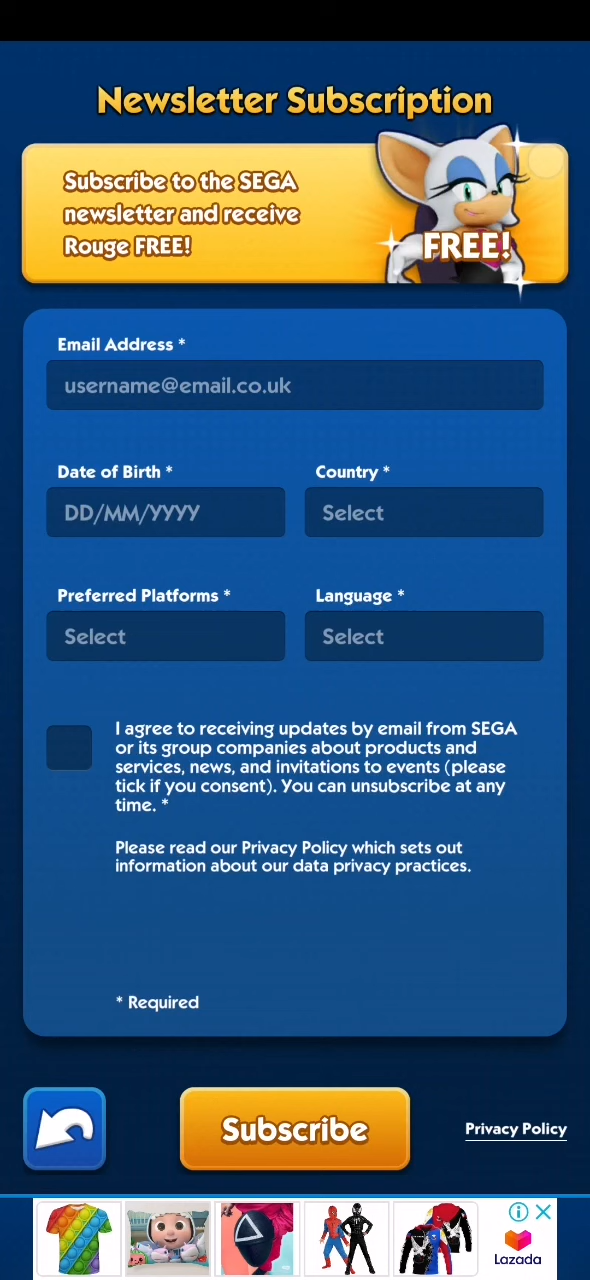 Newsletter Subscription
Subscribe to the SEGA
newsletter and receive
Rouge FREE!
FREE!
Email Address *
username@email.co.uk
Date of Birth *
Country *
DD/MM/YYYY
Select
Preferred Platforms *
Language *
Select
Select
I agree to receiving updates by email from SEGA
or its group companies about products and
services, news, and invitations to events (please
tick if you consent). You can unsubscribe at any
time. *
Please read our Privacy Policy which sets out
information about our data privacy practices.
* Required
Subscribe
Privacy Policy
Lazada